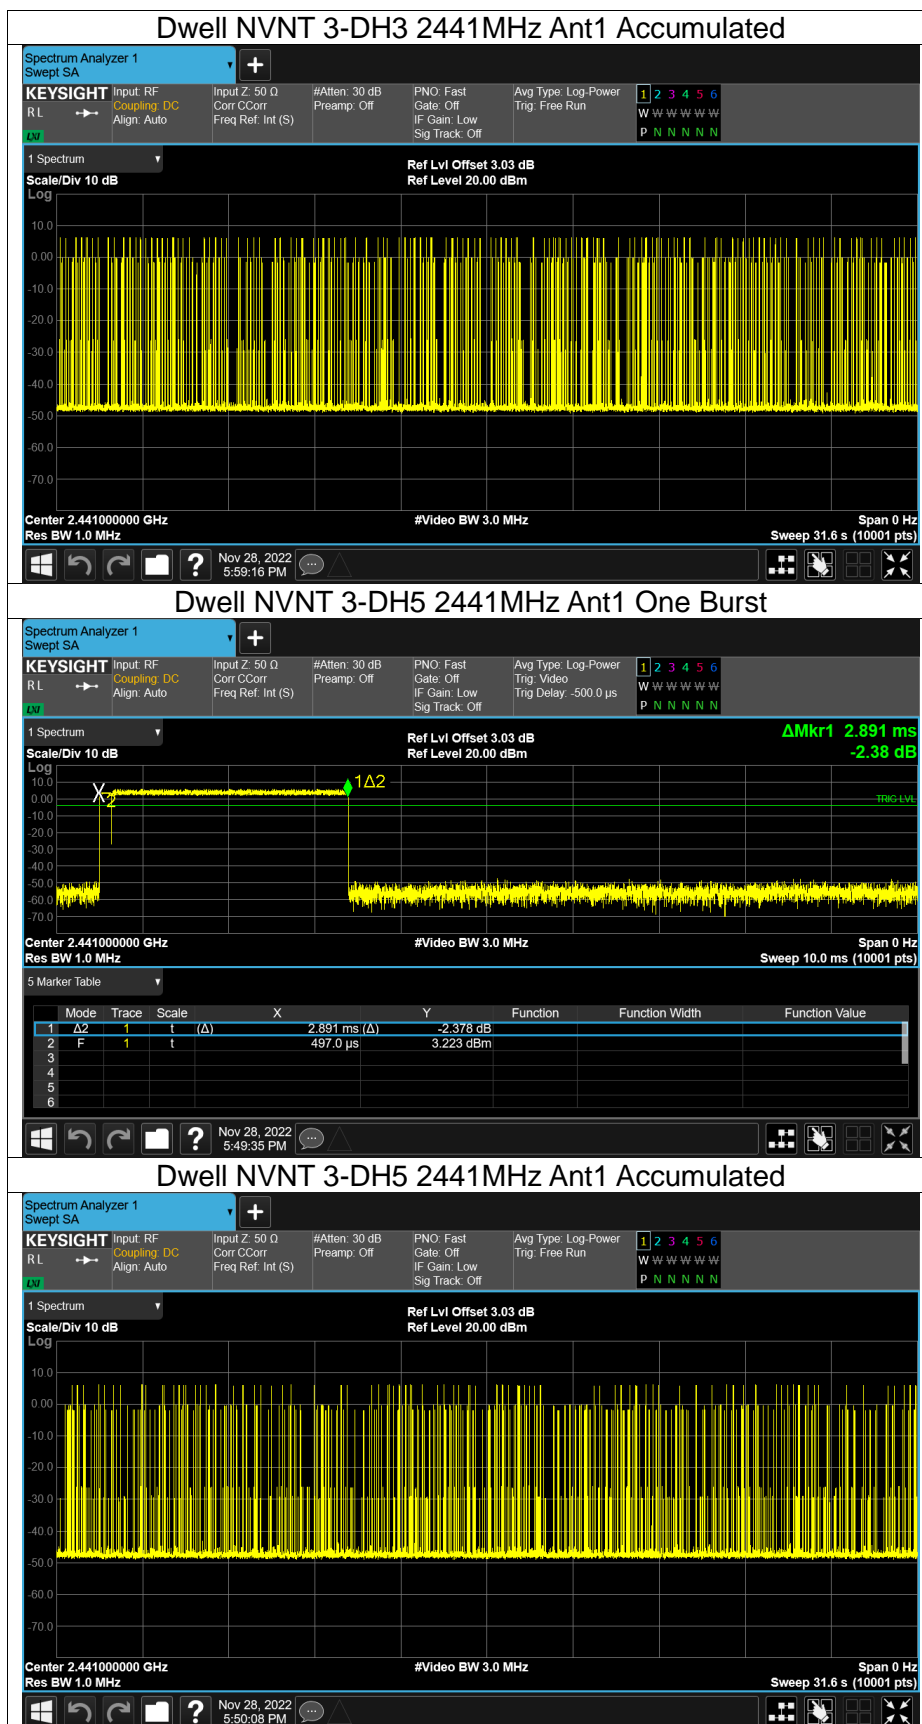 Dwell NVNT 3-DH3 2441MHz Ant1 Accumulated
Spectrum Analyzer 1
Swept SA
KEYSIGHT Input: RF Input Z: 50 Ω #Atten: 30 dB PNO: Fast Avg Type: Log-Power 1 2 3 4 5 6
R L Coupling: DC Corr CCorr Preamp: Off Gate: Off Trig: Free Run W W W W W W
Align: Auto Freq Ref: Int (S) IF Gain: Low
LXI Sig Track: Off P N N N N N
1 Spectrum
Ref Lvl Offset 3.03 dB
Scale/Div 10 dB Ref Level 20.00 dBm
Log
10.0
0.00
-10.0
-20.0
-30.0
-40.0
-50.0
-60.0
-70.0
Center 2.441000000 GHz #Video BW 3.0 MHz Span 0 Hz
Res BW 1.0 MHz Sweep 31.6 s (10001 pts)
? Nov 28, 2022
5:59:16 PM
Dwell NVNT 3-DH5 2441MHz Ant1 One Burst
Spectrum Analyzer 1
Swept SA
KEYSIGHT Input: RF Input Z: 50 Ω #Atten: 30 dB PNO: Fast Avg Type: Log-Power 1 2 3 4 5 6
R L Coupling: DC Corr CCorr Preamp: Off Gate: Off Trig: Video W W W W W W
Align: Auto Freq Ref: Int (S) IF Gain: Low Trig Delay: -500.0 µs
LXI Sig Track: Off P N N N N N
1 Spectrum
Ref Lvl Offset 3.03 dB ΔMkr1 2.891 ms
Scale/Div 10 dB Ref Level 20.00 dBm -2.38 dB
Log
10.0 X 2 1Δ2
0.00 TRIG LVL
-10.0
-20.0
-30.0
-40.0
-50.0
-60.0
-70.0
Center 2.441000000 GHz #Video BW 3.0 MHz Span 0 Hz
Res BW 1.0 MHz Sweep 10.0 ms (10001 pts)
5 Marker Table
Mode Trace Scale X Y Function Function Width Function Value
1 Δ2 1 t (Δ) 2.891 ms (Δ) -2.378 dB
2 F 1 t 497.0 µs 3.223 dBm
3
4
5
6
? Nov 28, 2022
5:49:35 PM
Dwell NVNT 3-DH5 2441MHz Ant1 Accumulated
Spectrum Analyzer 1
Swept SA
KEYSIGHT Input: RF Input Z: 50 Ω #Atten: 30 dB PNO: Fast Avg Type: Log-Power 1 2 3 4 5 6
R L Coupling: DC Corr CCorr Preamp: Off Gate: Off Trig: Free Run W W W W W W
Align: Auto Freq Ref: Int (S) IF Gain: Low
LXI Sig Track: Off P N N N N N
1 Spectrum
Ref Lvl Offset 3.03 dB
Scale/Div 10 dB Ref Level 20.00 dBm
Log
10.0
0.00
-10.0
-20.0
-30.0
-40.0
-50.0
-60.0
-70.0
Center 2.441000000 GHz #Video BW 3.0 MHz Span 0 Hz
Res BW 1.0 MHz Sweep 31.6 s (10001 pts)
? Nov 28, 2022
5:50:08 PM